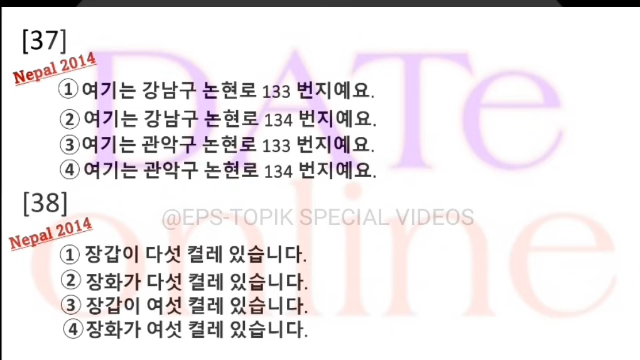 [37]
Nepal 2014
① 여기는 강남구 논현로 133 번지예요.
② 여기는 강남구 논현로 134 번지예요.
③ 여기는 관악구 논현로 133 번지예요.
④ 여기는 관악구 논현로 134 번지예요.
[38]
@EPS-TOPIK SPECIAL VIDEOS
Nepal 2014
① 장갑이 다섯 켤레 있습니다.
② 장화가 다섯 켤레 있습니다.
③ 장갑이 여섯 켤레 있습니다.
④ 장화가 여섯 켤레 있습니다.
DATe
online